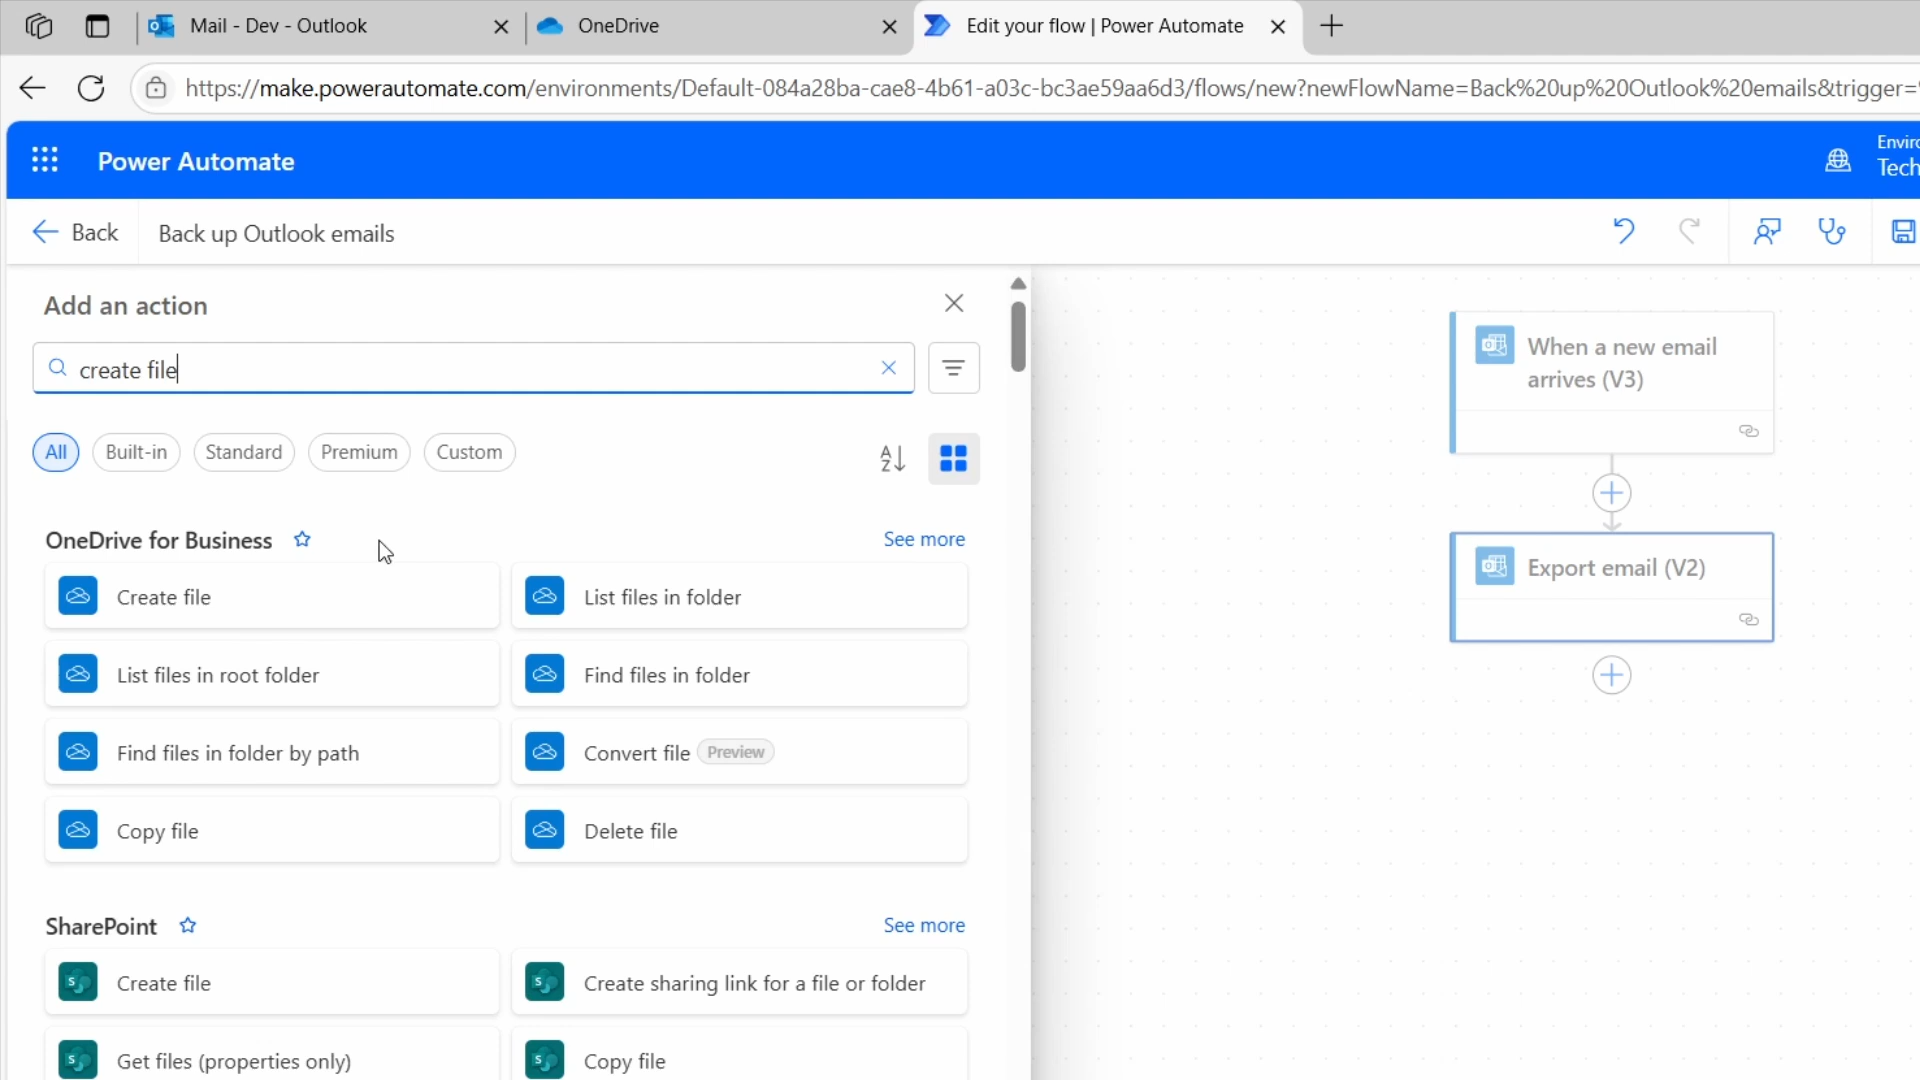 Mail - Dev - Outlook
OneDrive
Edit your flow | Power Automate
https://make.powerautomate.com/environments/Default-084a28ba-cae8-4b61-a03c-bc3ae59aa6d3/flows/new?newFlowName=Back%20up%20Outlook%20emails&trigger=
Power Automate
Enviro
Tech
Back
Back up Outlook emails
Add an action
create file
All
Built-in
Standard
Premium
Custom
OneDrive for Business
See more
Create file
List files in folder
List files in root folder
Find files in folder
Find files in folder by path
Convert file Preview
Copy file
Delete file
SharePoint
See more
Create file
Create sharing link for a file or folder
Get files (properties only)
Copy file
When a new email
arrives (V3)
Export email (V2)